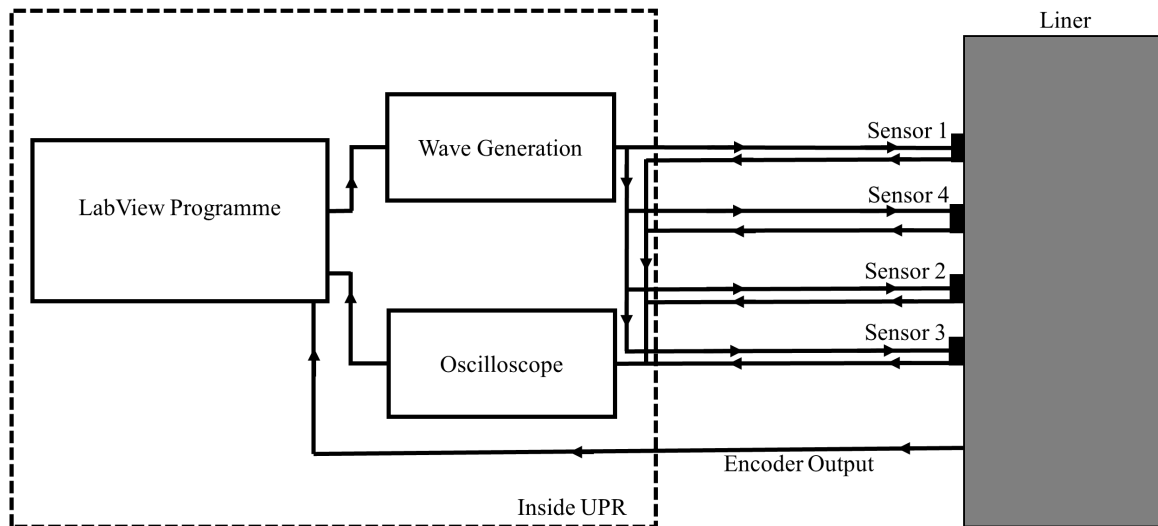 Liner
Sensor 1
Wave Generation
LabView Programme
Sensor 4
Sensor 2
Sensor 3
Oscilloscope
Encoder Output
Inside UPR